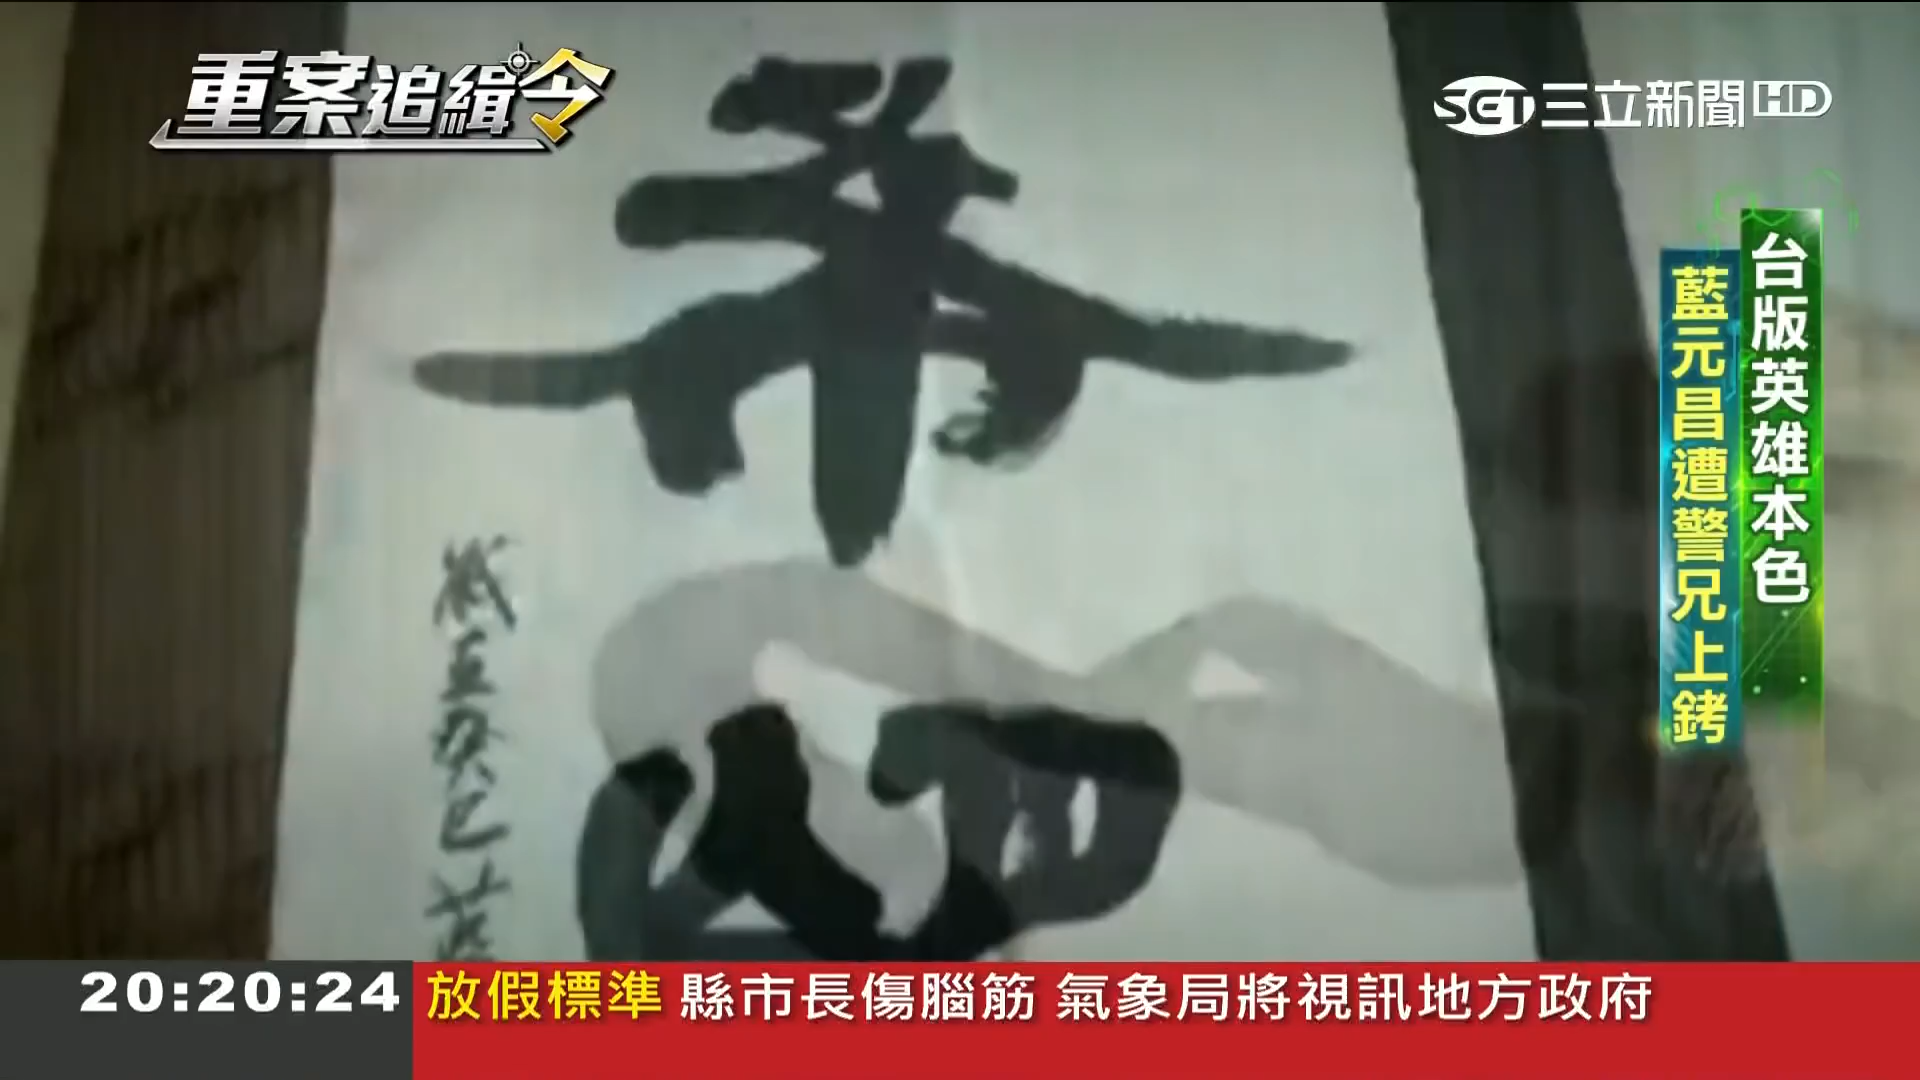 重案追緝令
SET三立新聞HD
台版英雄本色
藍元昌遭警兄上銬
20:20:24
放假標準 縣市長傷腦筋 氣象局將視訊地方政府